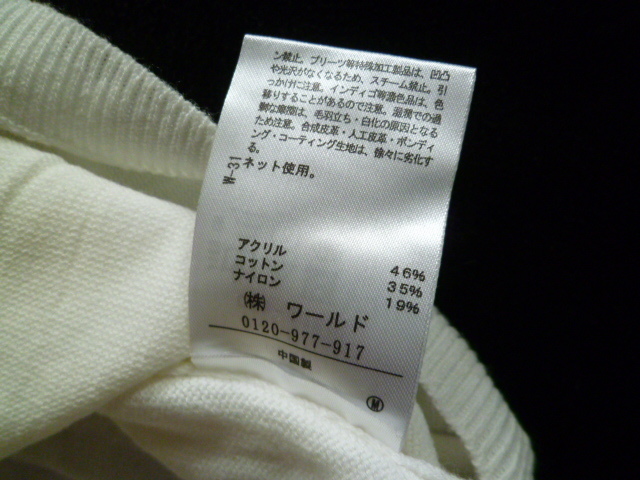 ン禁止。プリーツ等特殊加工製品は、凹凸
や光沢がなくなるため、スチーム禁止。引
っかけに注意。インディゴ等濃色品は、色
移りすることがあるので注意。湿潤での過
度な摩擦は、毛羽立ち・白化の原因となる
ため注意。合成皮革・人工皮革・ボンディ
ング・コーティング生地は、徐々に劣化す
る。
ネット使用。
W-31
アクリル 46%
コットン 35%
ナイロン 19%
㈱ ワールド
0120-977-917
中国製
M